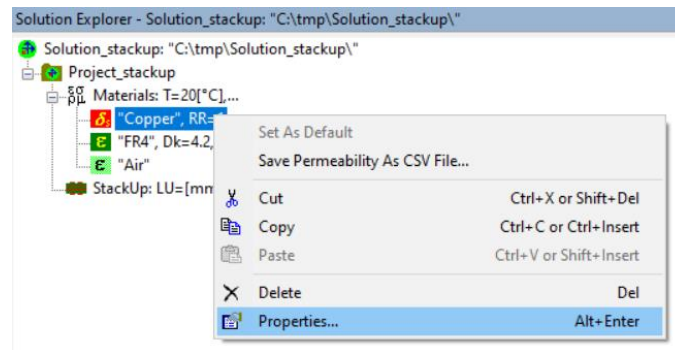 Solution Explorer - Solution_stackup: "C:\tmp\Solution_stackup\"
Solution_stackup: "C:\tmp\Solution_stackup\"
Project_stackup
Materials: T=20[°C],...
"Copper", RR=
"FR4", Dk=4.2,
"Air"
StackUp: LU=[mm
Set As Default
Save Permeability As CSV File...
Cut Ctrl+X or Shift+Del
Copy Ctrl+C or Ctrl+Insert
Paste Ctrl+V or Shift+Insert
Delete Del
Properties... Alt+Enter